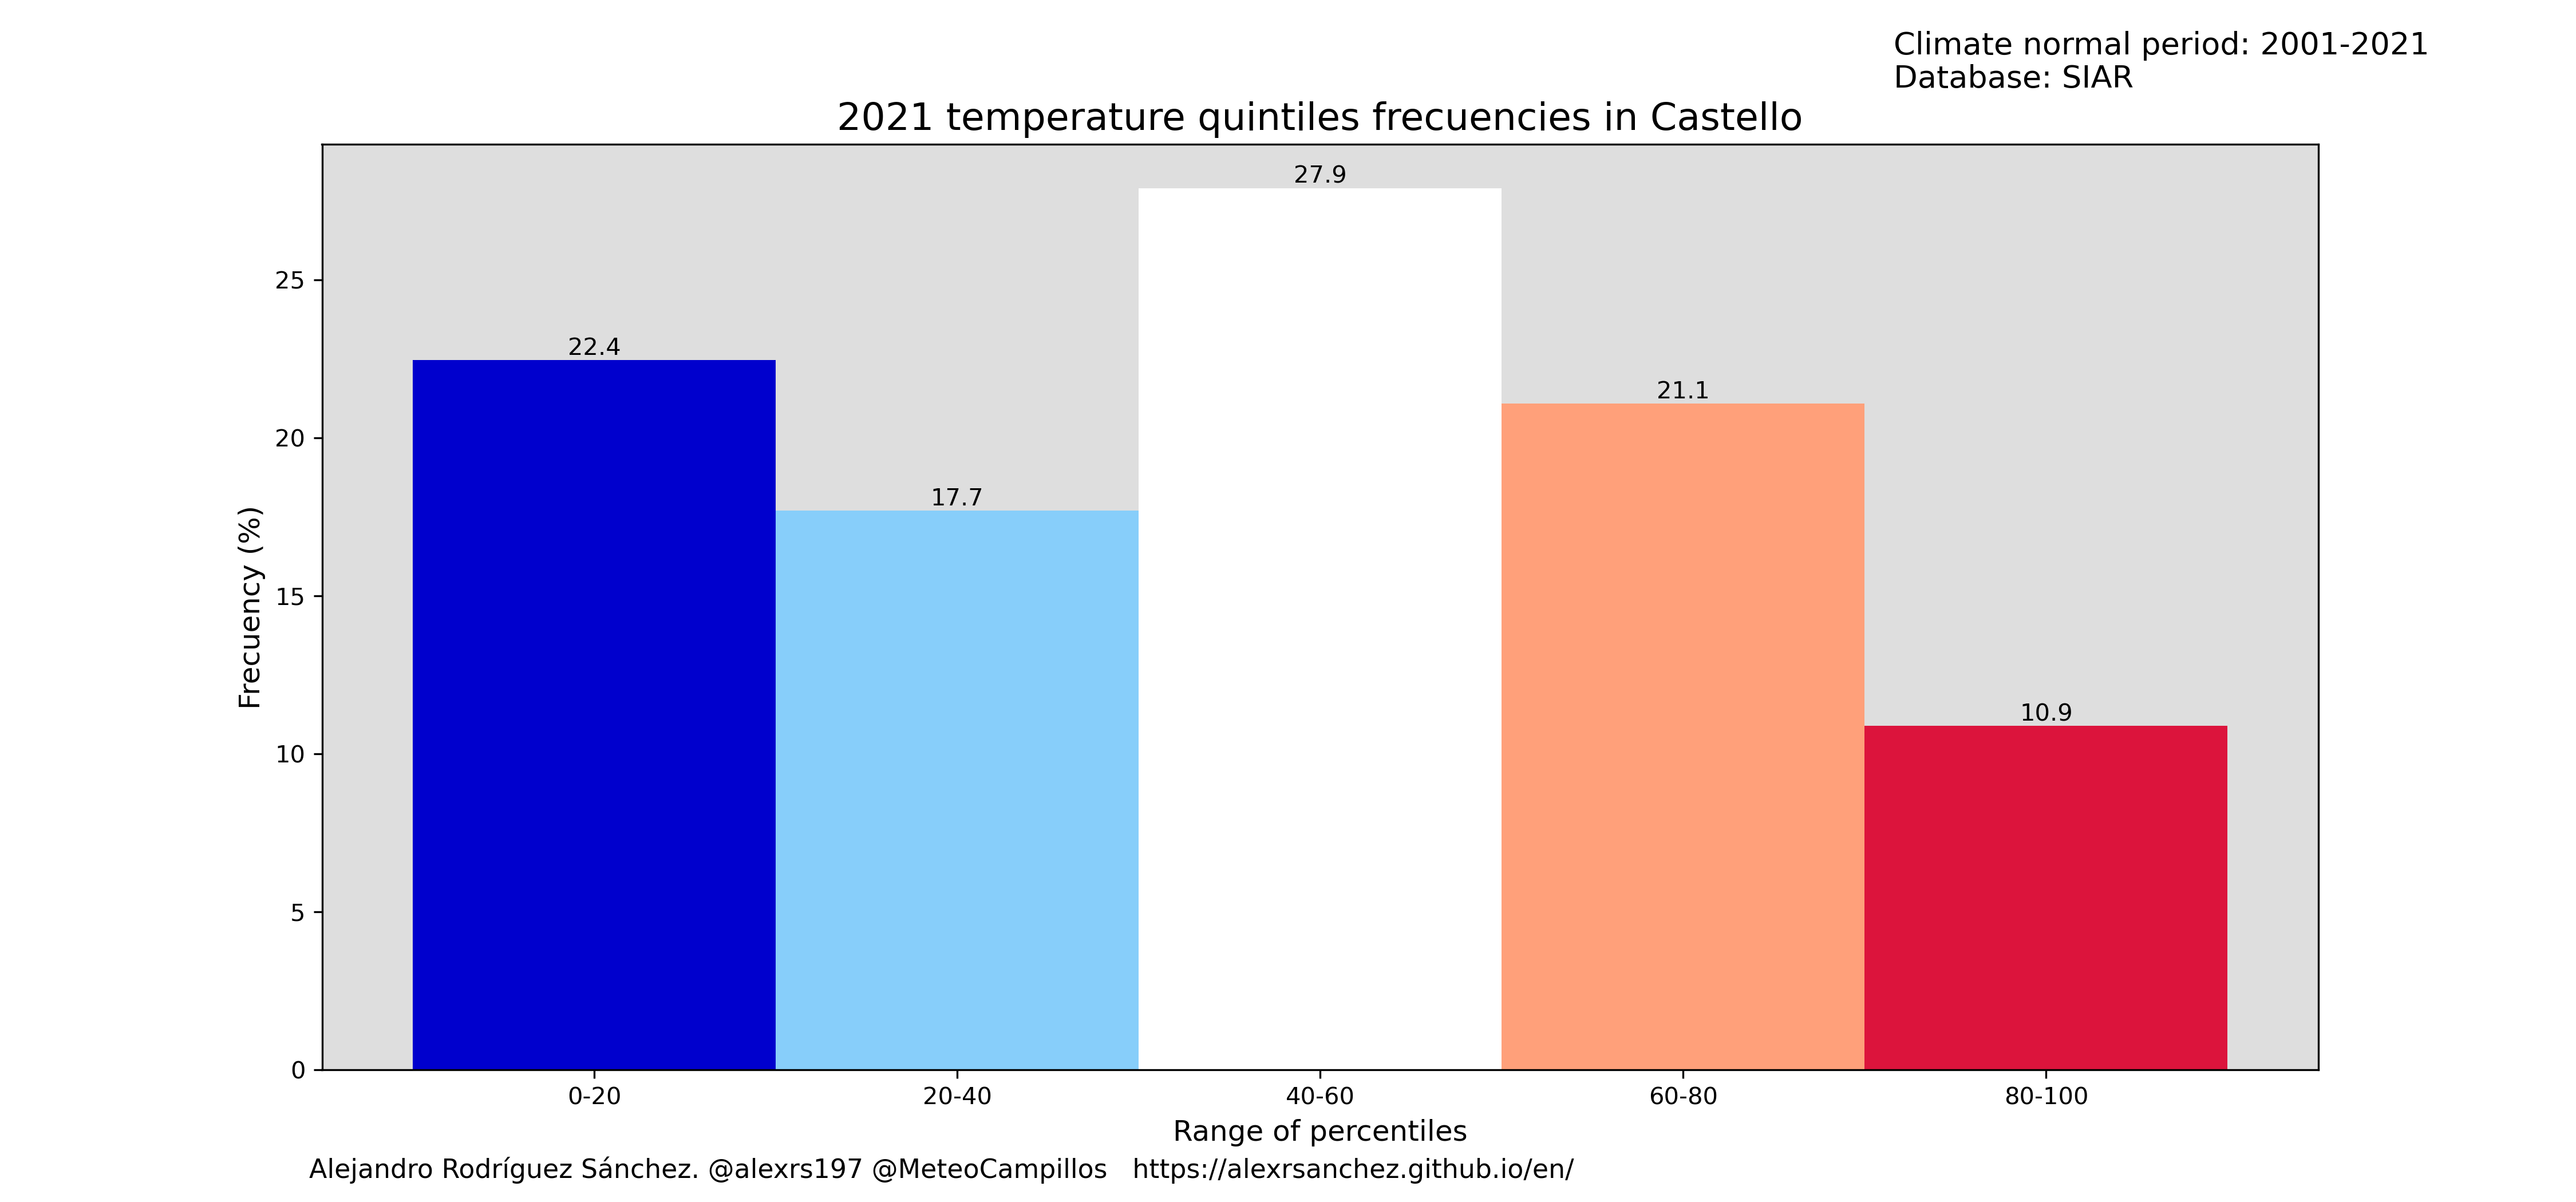 Climate normal period: 2001-2021
Database: SIAR
2021 temperature quintiles frecuencies in Castello
27.9
25
22.4
21.1
20
17.7
Frecuency (%)
15
10.9
10
5
0
0-20 20-40 40-60 60-80 80-100
Range of percentiles
Alejandro Rodríguez Sánchez. @alexrs197 @MeteoCampillos https://alexrsanchez.github.io/en/